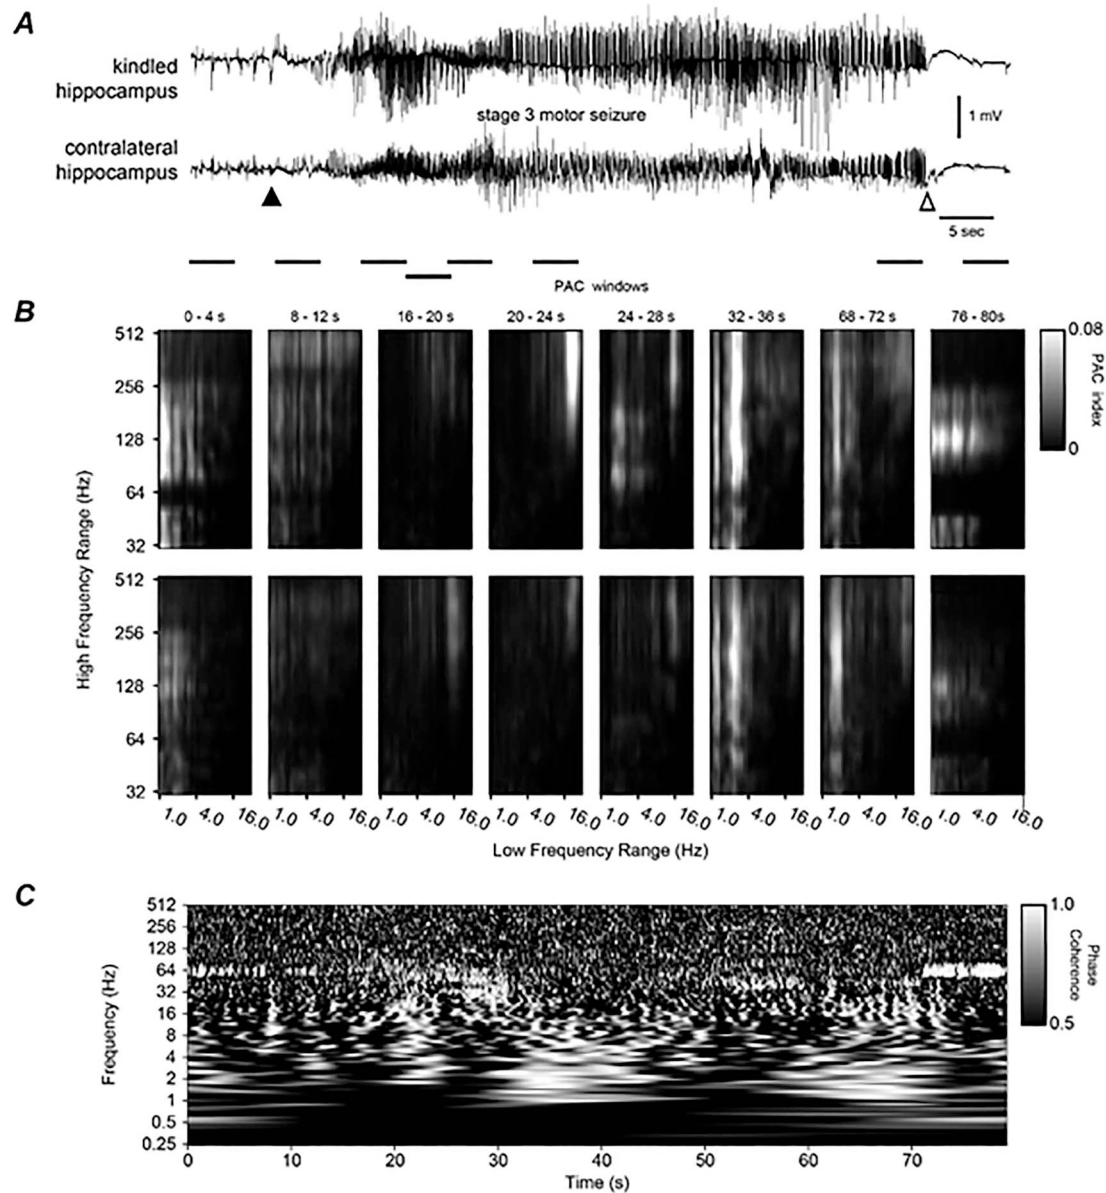 A
kindled
hippocampus
stage 3 motor seizure
1 mV
contralateral
hippocampus
5 sec
PAC windows
B
0 - 4 s 8 - 12 s 16 - 20 s 20 - 24 s 24 - 28 s 32 - 36 s 68 - 72 s 76 - 80s
512
256
128
64
32
0.08
0
PAC index
High Frequency Range (Hz)
512
256
128
64
32
1.0 4.0 16.0 1.0 4.0 16.0 1.0 4.0 16.0 1.0 4.0 16.0 1.0 4.0 16.0 1.0 4.0 16.0 1.0 4.0 16.0 1.0 4.0 16.0
Low Frequency Range (Hz)
C
512
256
128
64
32
16
8
4
2
1
0.5
0.25
Frequency (Hz)
1.0
0.5
Phase
Coherence
0 10 20 30 40 50 60 70
Time (s)